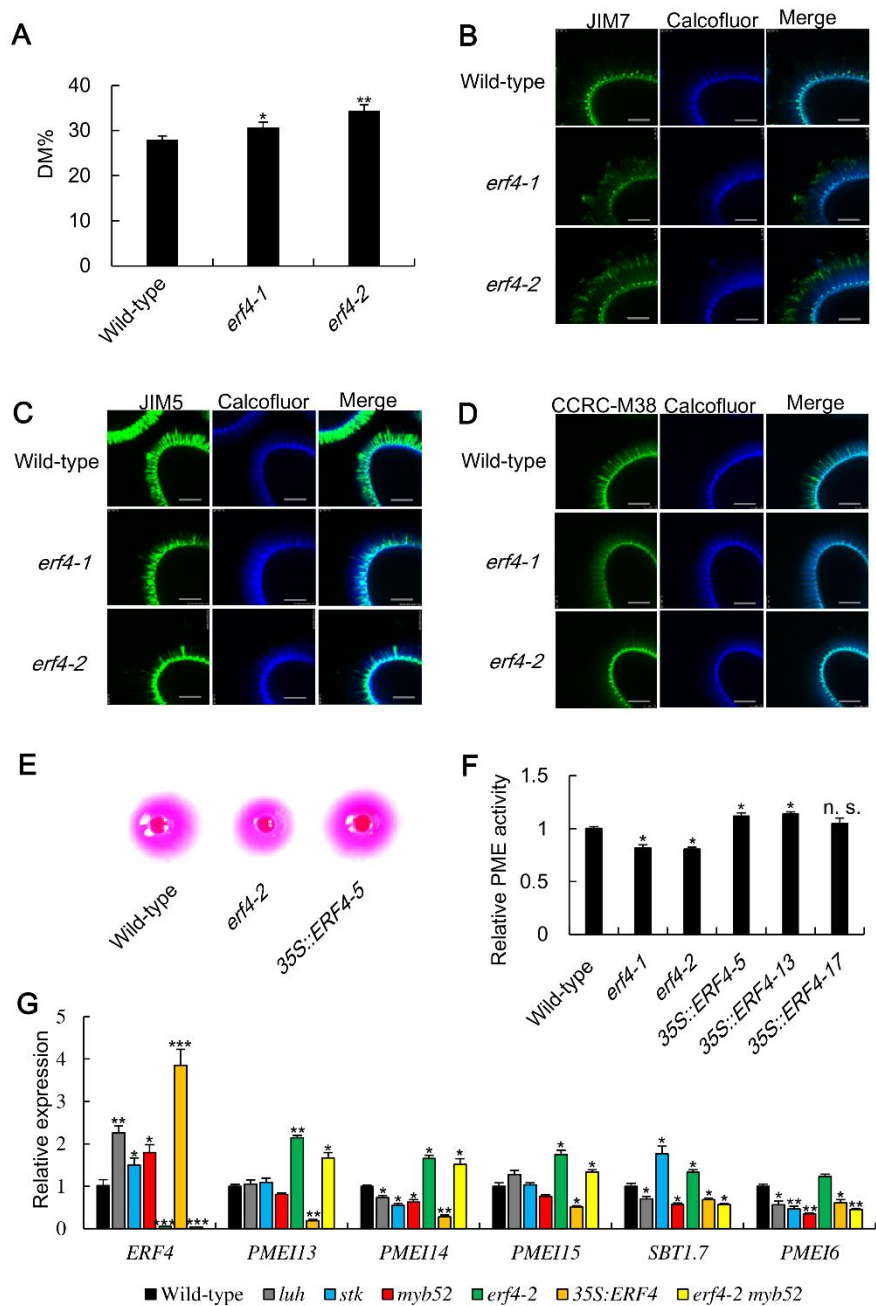 A
DM%
40
30
20
10
0
*
**
Wild-type
erf4-1
erf4-2
B
JIM7 Calcofluor Merge
Wild-type
erf4-1
erf4-2
C
JIM5 Calcofluor Merge
Wild-type
erf4-1
erf4-2
D
CCRC-M38 Calcofluor Merge
Wild-type
erf4-1
erf4-2
E
Wild-type
erf4-2
35S::ERF4-5
F
Relative PME activity
1.5
1
0.5
0
* * * * n. s.
Wild-type
erf4-1
erf4-2
35S::ERF4-5
35S::ERF4-13
35S::ERF4-17
G
Relative expression
5
4
3
2
1
0
** * * *** *** ***
** ** *
* * * * ** *
* * *
* * * * * *
* ** ** * **
ERF4 PMEI13 PMEI14 PMEI15 SBT1.7 PMEI6
Wild-type luh stk myb52 erf4-2 35S:ERF4 erf4-2 myb52